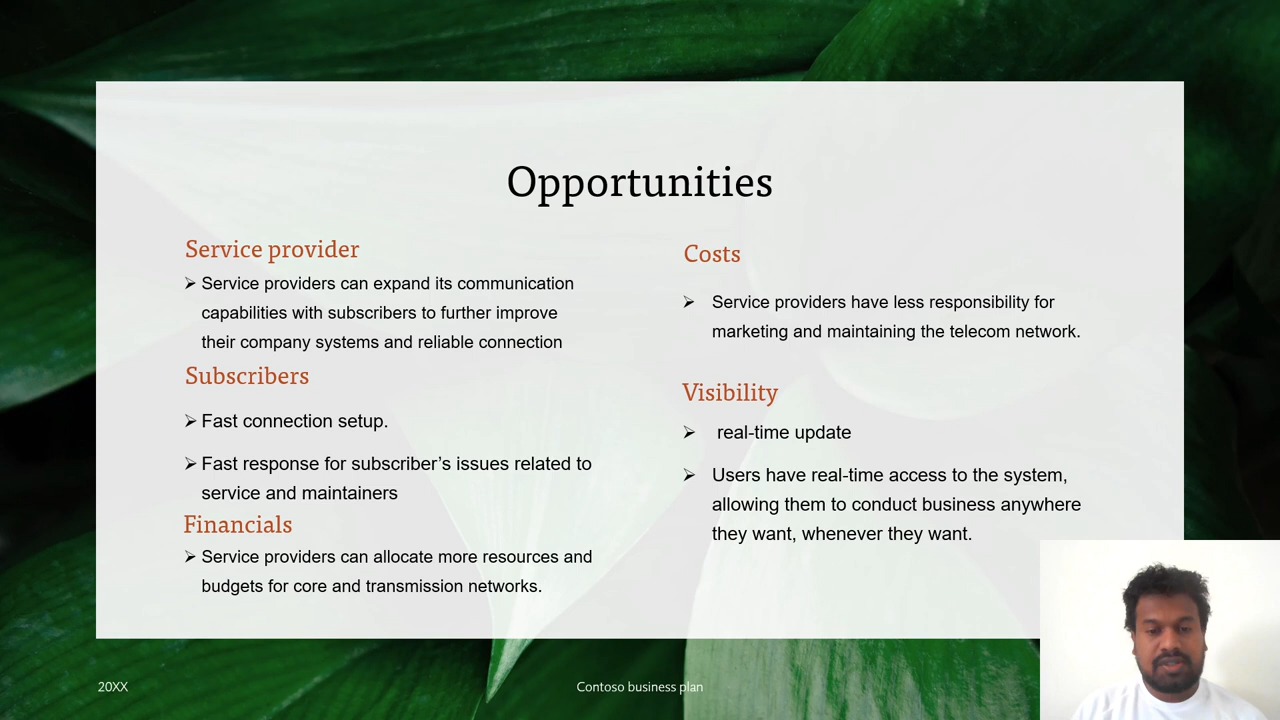 Opportunities
Service provider
➢ Service providers can expand its communication
capabilities with subscribers to further improve
their company systems and reliable connection
Subscribers
➢ Fast connection setup.
➢ Fast response for subscriber’s issues related to
service and maintainers
Financials
➢ Service providers can allocate more resources and
budgets for core and transmission networks.
Costs
➢ Service providers have less responsibility for
marketing and maintaining the telecom network.
Visibility
➢ real-time update
➢ Users have real-time access to the system,
allowing them to conduct business anywhere
they want, whenever they want.
20XX
Contoso business plan